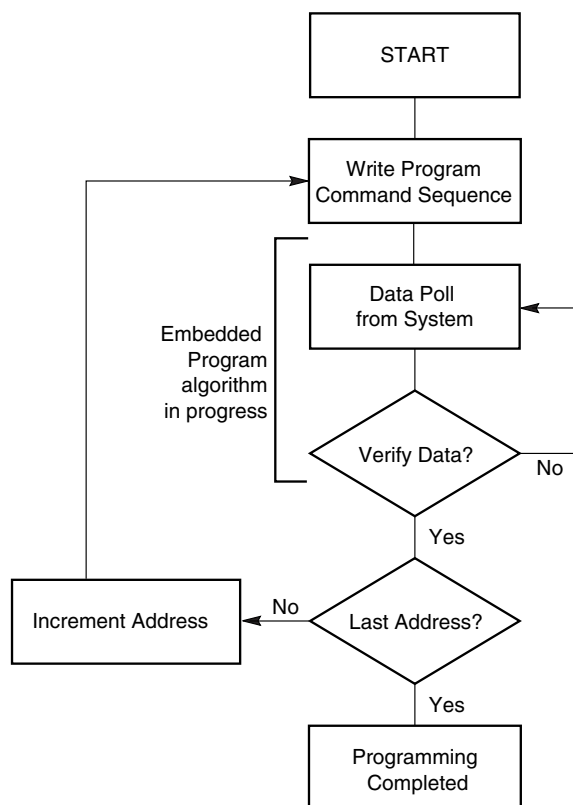 START
Write Program
Command Sequence
Data Poll
from System
Embedded
Program
algorithm
in progress
Verify Data?
No
Yes
Last Address?
No
Increment Address
Yes
Programming
Completed